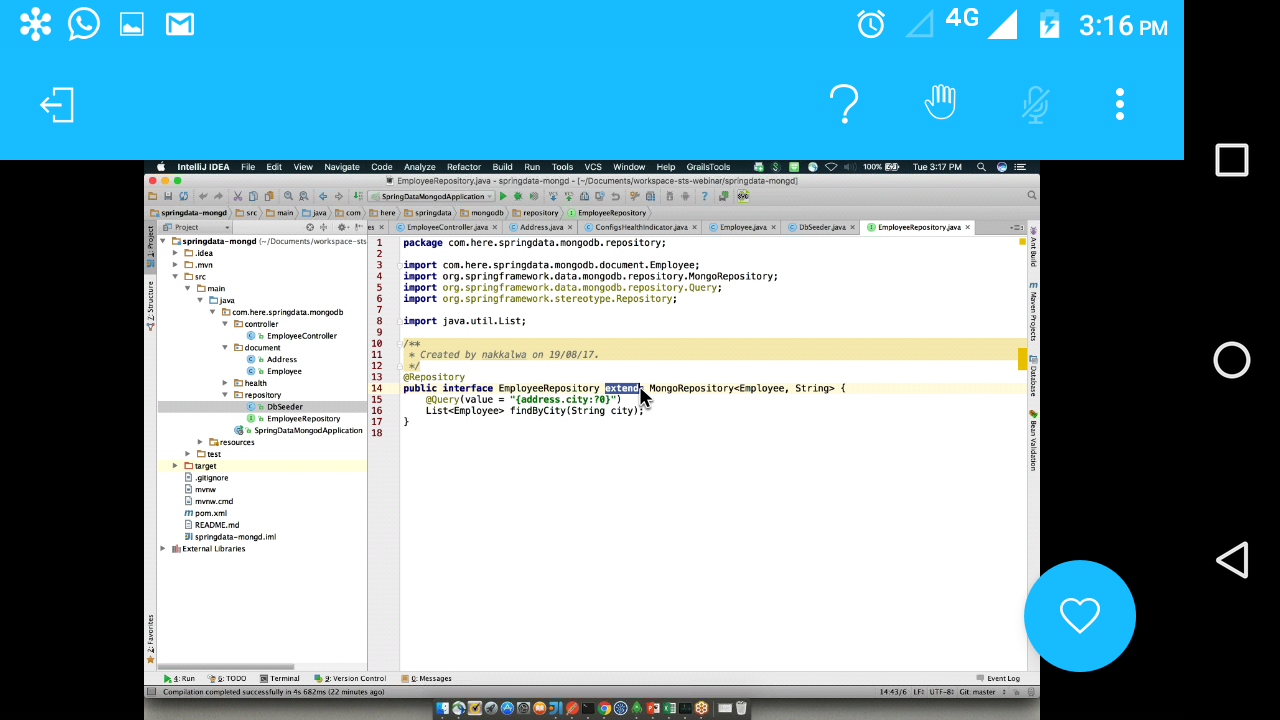 4G 3:16 PM
IntelliJ IDEA File Edit View Navigate Code Analyze Refactor Build Run Tools VCS Window Help GrailsTools 100% Tue 3:17 PM
EmployeeRepository.java - springdata-mongd - [~/Documents/workspace-sts-webinar/springdata-mongd]
SpringDataMongodApplication
springdata-mongd src main java com here springdata mongodb repository EmployeeRepository
Project
es EmployeeController.java Address.java ConfigsHealthIndicator.java Employee.java DbSeeder.java EmployeeRepository.java
1: Project
Z: Structure
2: Favorites
springdata-mongd (~/Documents/workspace-sts
.idea
.mvn
src
main
java
com.here.springdata.mongodb
controller
EmployeeController
document
Address
Employee
health
repository
DbSeeder
EmployeeRepository
SpringDataMongodApplication
resources
test
target
.gitignore
mvnw
mvnw.cmd
pom.xml
README.md
springdata-mongd.iml
External Libraries
1 package com.here.springdata.mongodb.repository;
2
3 import com.here.springdata.mongodb.document.Employee;
4 import org.springframework.data.mongodb.repository.MongoRepository;
5 import org.springframework.data.mongodb.repository.Query;
6 import org.springframework.stereotype.Repository;
7
8 import java.util.List;
9
10 /**
11 * Created by nakkalwa on 19/08/17.
12 */
13 @Repository
14 public interface EmployeeRepository extends MongoRepository<Employee, String> {
15 @Query(value = "{address.city:?0}")
16 List<Employee> findByCity(String city);
17 }
18
Ant Build
Maven Projects
Database
Bean Validation
4: Run 6: TODO Terminal 9: Version Control 0: Messages Event Log
Compilation completed successfully in 4s 682ms (22 minutes ago) 14:43/6 LF÷ UTF-8÷ Git: master